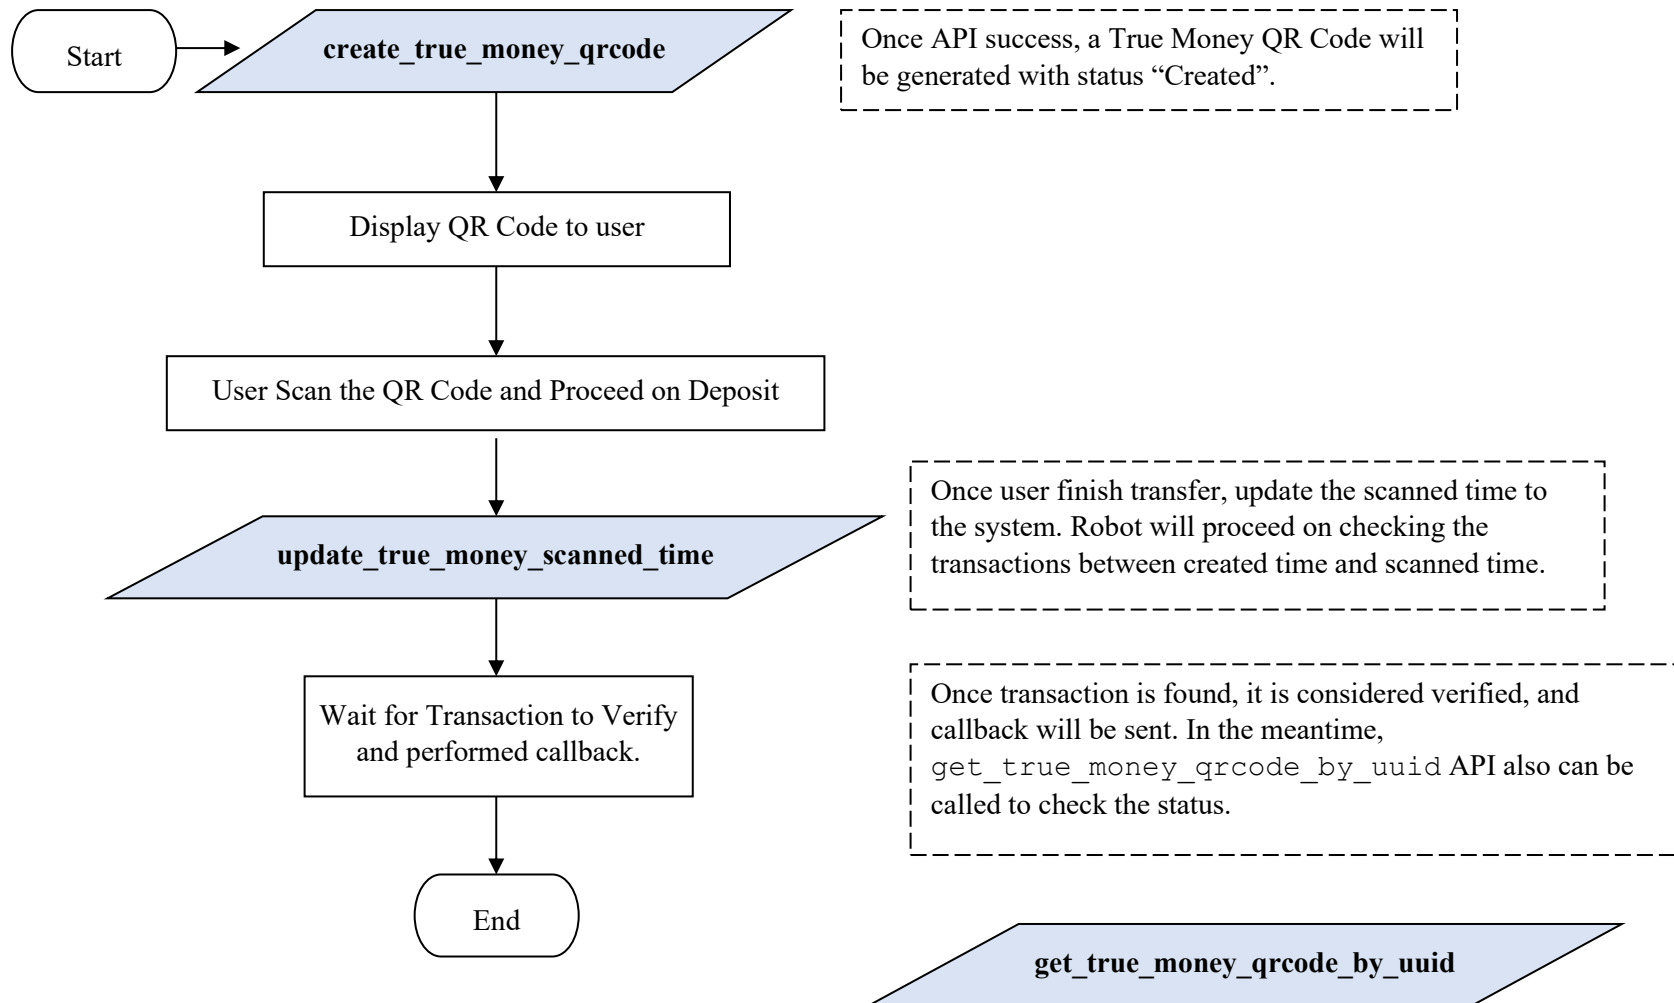 Start
create_true_money_qrcode
Once API success, a True Money QR Code will
be generated with status “Created”.
Display QR Code to user
User Scan the QR Code and Proceed on Deposit
Once user finish transfer, update the scanned time to
the system. Robot will proceed on checking the
transactions between created time and scanned time.
update_true_money_scanned_time
Wait for Transaction to Verify
and performed callback.
Once transaction is found, it is considered verified, and
callback will be sent. In the meantime,
get_true_money_qrcode_by_uuid API also can be
called to check the status.
End
get_true_money_qrcode_by_uuid